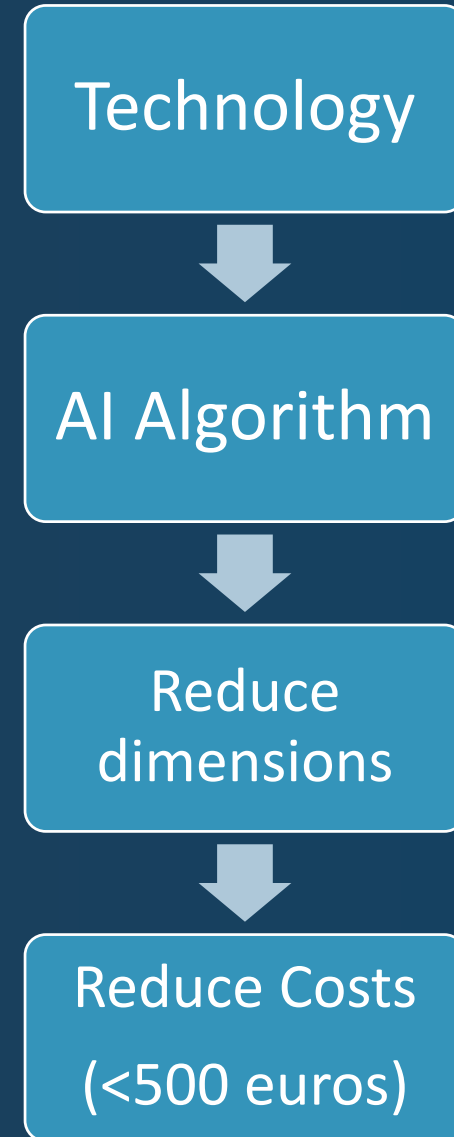 Technology
AI Algorithm
Reduce
dimensions
Reduce Costs
(<500 euros)